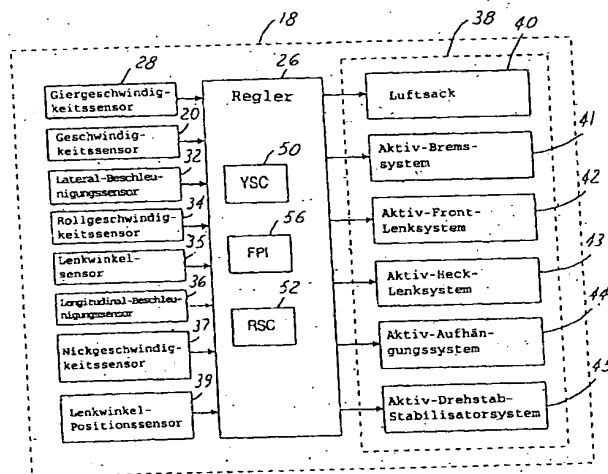 18
28
Giergeschwindig-
keitssensor
20
Geschwindig-
keitssensor
32
Lateral-Beschleu-
nigungssensor
34
Rollgeschwindig-
keitssensor
35
Lenkwinkel-
sensor
36
Longitudinal-Beschleu-
nigungssensor
37
Nickgeschwindig-
keitssensor
39
Lenkwinkel-
Positionssensor
26
Regler
50
YSC
56
FPI
52
RSC
38
40
Luftsack
41
Aktiv-Brems-
system
42
Aktiv-Front-
Lenksystem
43
Aktiv-Heck-
Lenksystem
44
Aktiv-Aufhän-
gungssystem
45
Aktiv-Drehstab-
Stabilisatorsystem